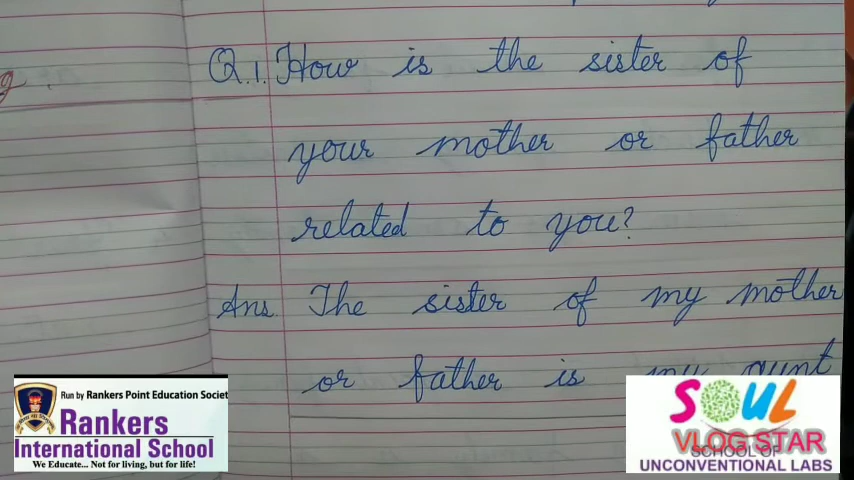 Q.1. How is the sister of
your mother or father
related to you?
Ans. The sister of my mother
or father is my aunt
Run by Rankers Point Education Societ
Rankers
International School
We Educate... Not for living, but for life!
SOUL
VLOG STAR
SCHOOL OF
UNCONVENTIONAL LABS